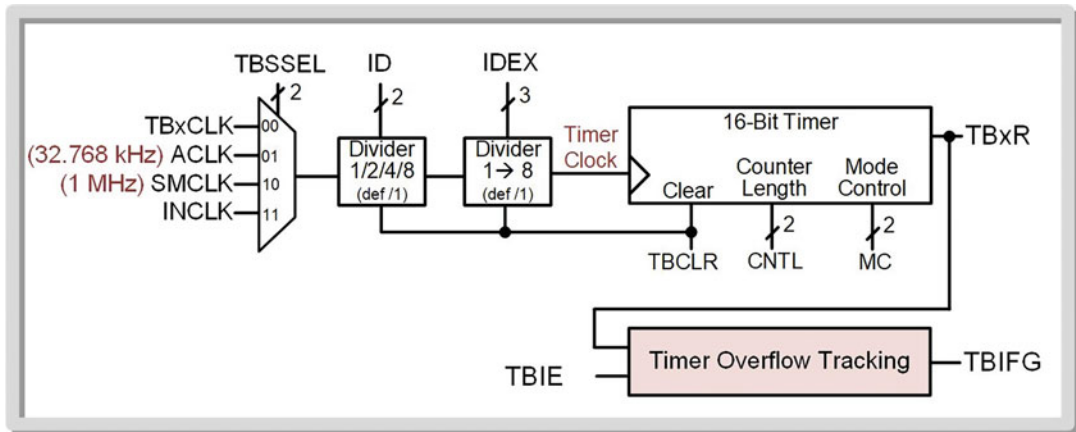 TBSSEL
2
ID
2
IDEX
3
TBxCLK
00
(32.768 kHz) ACLK
01
(1 MHz) SMCLK
10
INCLK
11
Divider
1/2/4/8
(def /1)
Divider
1→ 8
(def /1)
Timer
Clock
16-Bit Timer
Clear
Counter
Length
Mode
Control
TBxR
TBCLR
2
CNTL
2
MC
TBIE
Timer Overflow Tracking
TBIFG